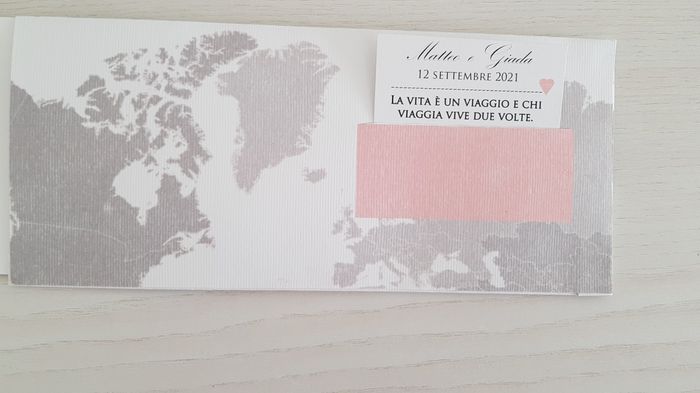 Matteo e Giada
12 SETTEMBRE 2021
LA VITA È UN VIAGGIO E CHI
VIAGGIA VIVE DUE VOLTE.